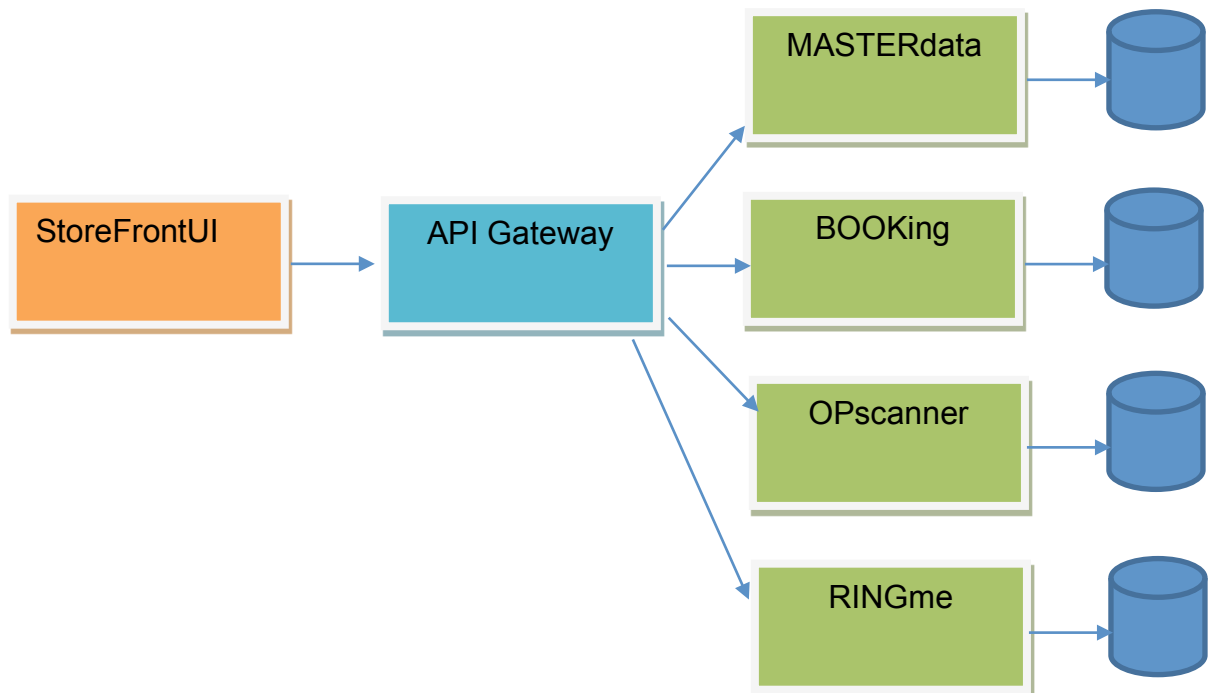 MASTERdata
StoreFrontUI
API Gateway
BOOKing
OPscanner
RINGme